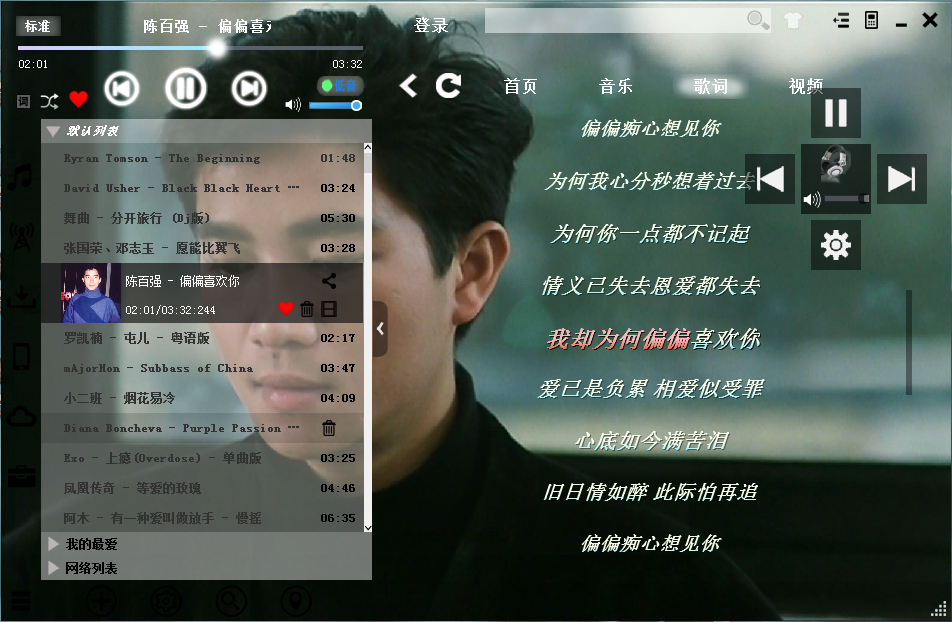 标准
陈百强 - 偏偏喜
登录
02:01
03:32
词
低音
首页
音乐
歌词
视频
默认列表
Ryran Tomson - The Beginning 01:48
David Usher - Black Black Heart ··· 03:24
舞曲 - 分开旅行 (Dj版) 05:30
张国荣、邓志玉 - 愿能比翼飞 03:28
陈百强 - 偏偏喜欢你
02:01/03:32:244
罗凯楠 - 屯儿 - 粤语版 02:17
mAjorHon - Subbass of China 03:47
小二班 - 烟花易冷 04:09
Diana Boncheva - Purple Passion ···
Exo - 上瘾(Overdose) - 单曲版 03:25
凤凰传奇 - 等爱的玫瑰 04:46
阿木 - 有一种爱叫做放手 - 慢摇 06:35
我的最爱
网络列表
偏偏痴心想见你
为何我心分秒想着过去
为何你一点都不记起
情义已失去恩爱都失去
我却为何偏偏喜欢你
爱已是负累 相爱似受罪
心底如今满苦泪
旧日情如醉 此际怕再追
偏偏痴心想见你